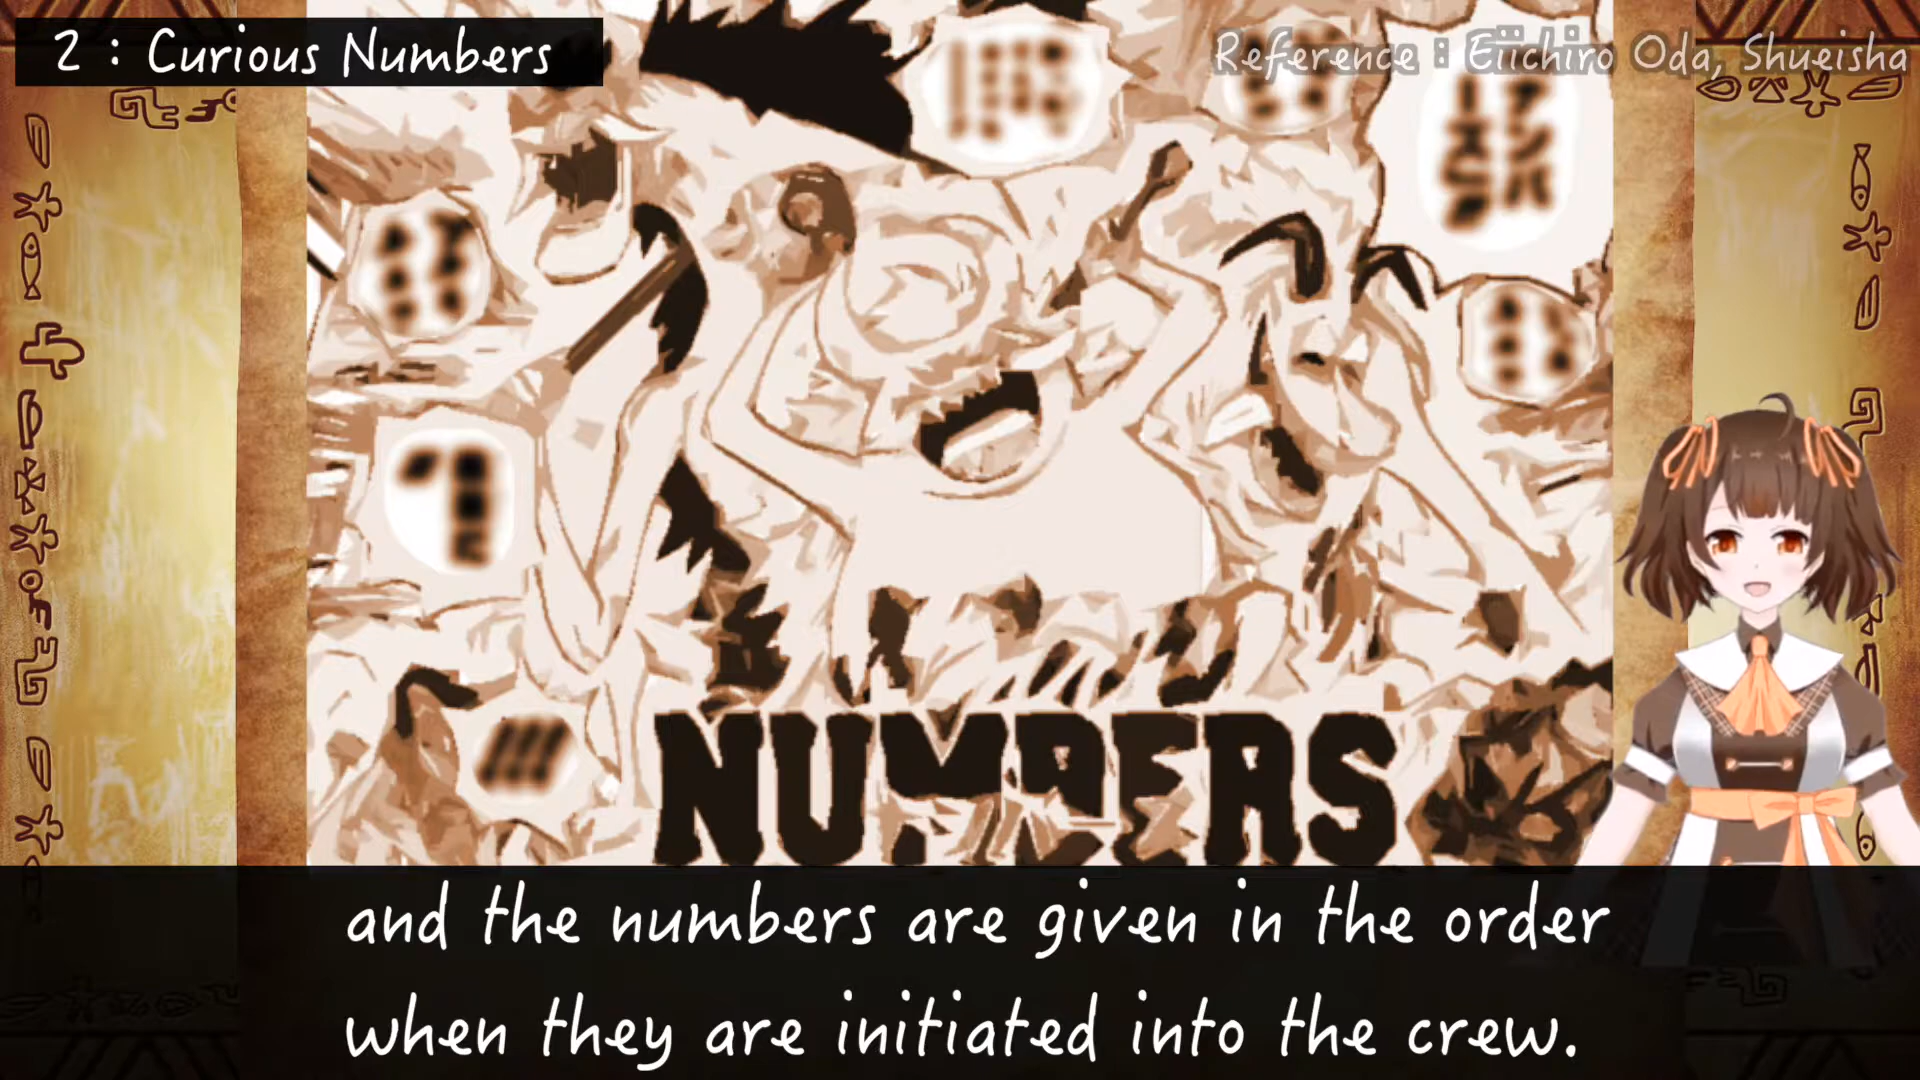 2 : Curious Numbers
Reference : Eiichiro Oda, Shueisha
NUMBERS
and the numbers are given in the order
when they are initiated into the crew.